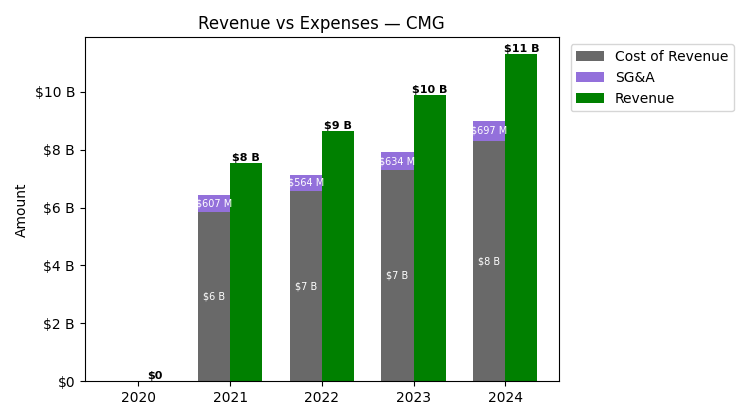 Revenue vs Expenses — CMG
Cost of Revenue
SG&A
Revenue
Amount
$10 B
$8 B
$6 B
$4 B
$2 B
$0
$0
$8 B
$607 M
$6 B
$9 B
$564 M
$7 B
$10 B
$634 M
$7 B
$11 B
$697 M
$8 B
2020
2021
2022
2023
2024